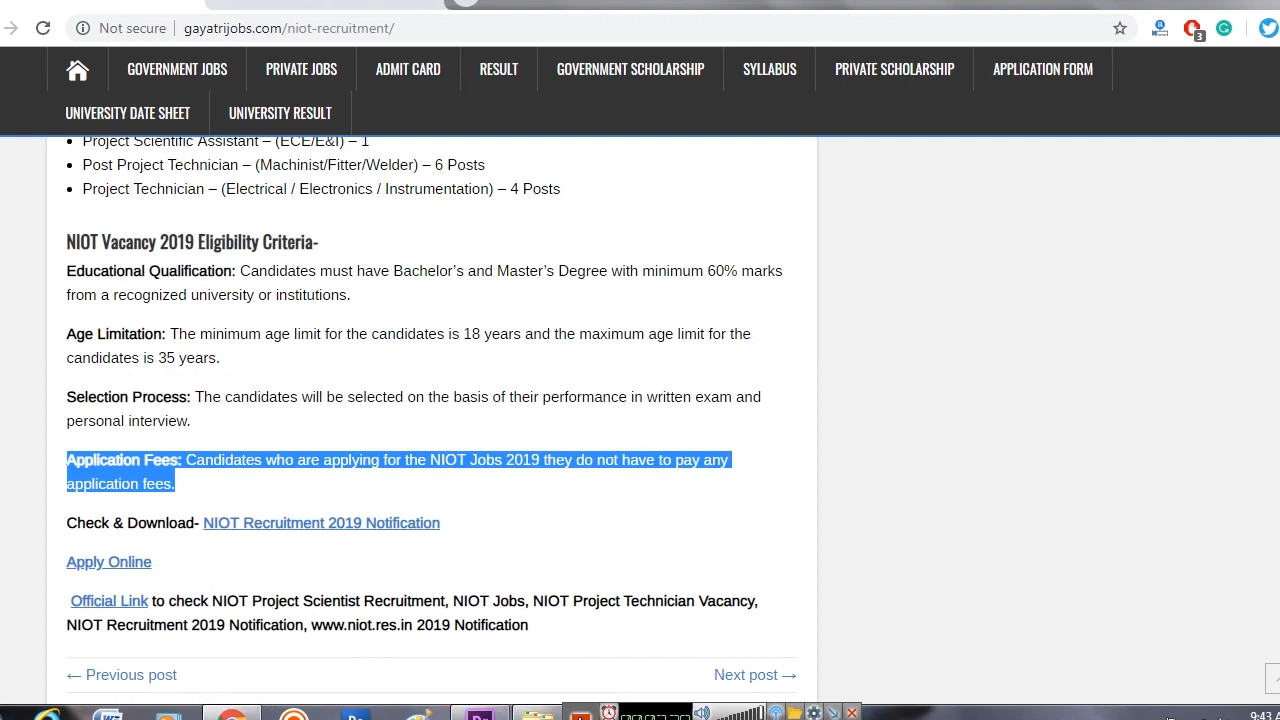 Not secure | gayatrijobs.com/niot-recruitment/
3
GOVERNMENT JOBS PRIVATE JOBS ADMIT CARD RESULT GOVERNMENT SCHOLARSHIP SYLLABUS PRIVATE SCHOLARSHIP APPLICATION FORM
UNIVERSITY DATE SHEET UNIVERSITY RESULT
• Project Scientific Assistant – (ECE/E&I) – 1
• Post Project Technician – (Machinist/Fitter/Welder) – 6 Posts
• Project Technician – (Electrical / Electronics / Instrumentation) – 4 Posts
NIOT Vacancy 2019 Eligibility Criteria-
Educational Qualification: Candidates must have Bachelor's and Master's Degree with minimum 60% marks
from a recognized university or institutions.
Age Limitation: The minimum age limit for the candidates is 18 years and the maximum age limit for the
candidates is 35 years.
Selection Process: The candidates will be selected on the basis of their performance in written exam and
personal interview.
Application Fees: Candidates who are applying for the NIOT Jobs 2019 they do not have to pay any
application fees.
Check & Download- NIOT Recruitment 2019 Notification
Apply Online
Official Link to check NIOT Project Scientist Recruitment, NIOT Jobs, NIOT Project Technician Vacancy,
NIOT Recruitment 2019 Notification, www.niot.res.in 2019 Notification
← Previous post Next post →